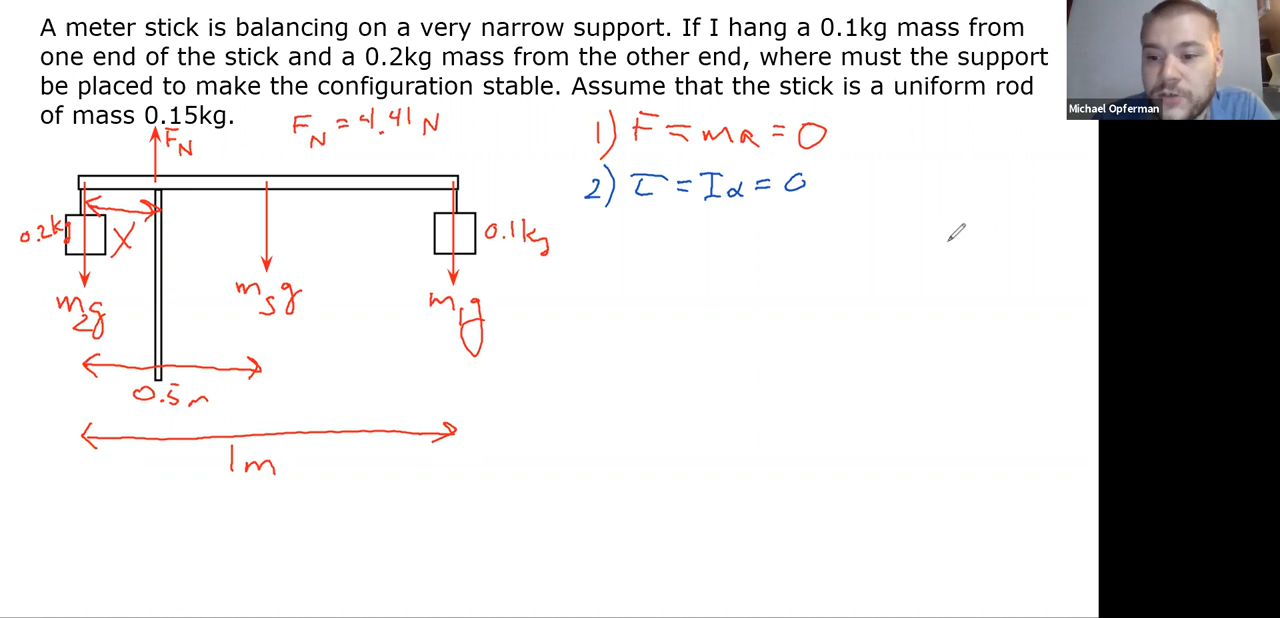 A meter stick is balancing on a very narrow support. If I hang a 0.1kg mass from
one end of the stick and a 0.2kg mass from the other end, where must the support
be placed to make the configuration stable. Assume that the stick is a uniform rod
of mass 0.15kg.
Michael Opferman
F_N = 4.41 N
1) F = ma = 0
F_N
2) τ = Iα = 0
0.2kg
X
0.1kg
m_2g
m_sg
m_1g
0.5m
1m